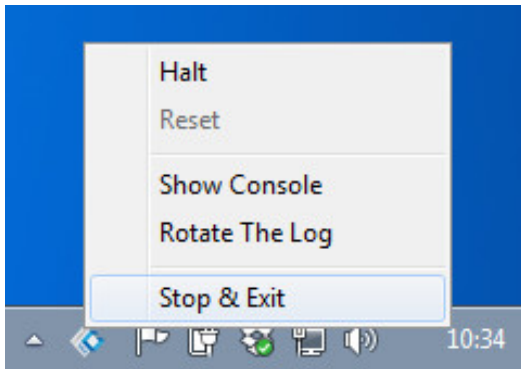 Halt
Reset
Show Console
Rotate The Log
Stop & Exit
10:34